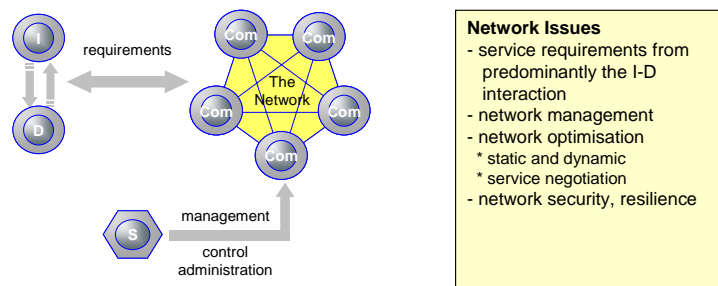 I
D
requirements
Com
Com
Com
Com
Com
The
Network
S
management
control
administration
Network Issues
- service requirements from
predominantly the I-D
interaction
- network management
- network optimisation
* static and dynamic
* service negotiation
- network security, resilience